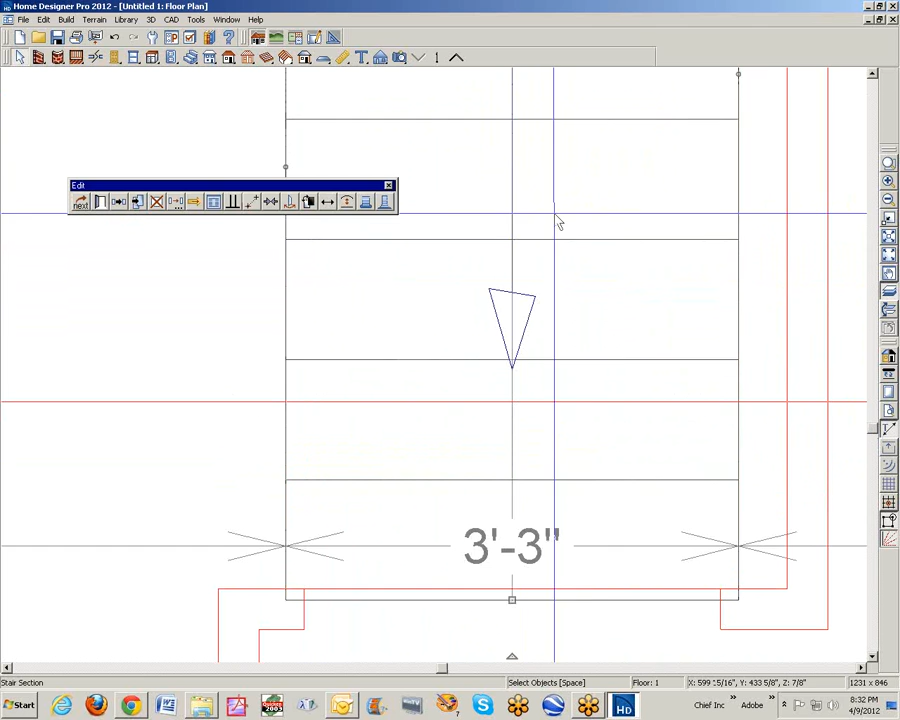 Home Designer Pro 2012 - [Untitled 1: Floor Plan]
File Edit Build Terrain Library 3D CAD Tools Window Help
1
Edit
next
3'-3"
Stair Section Select Objects [Space] Floor: 1 X: 599 15/16", Y: 433 5/8", Z: 7/8" 1231 x 846
Start Chief Inc » Adobe » 8:32 PM
4/9/2012